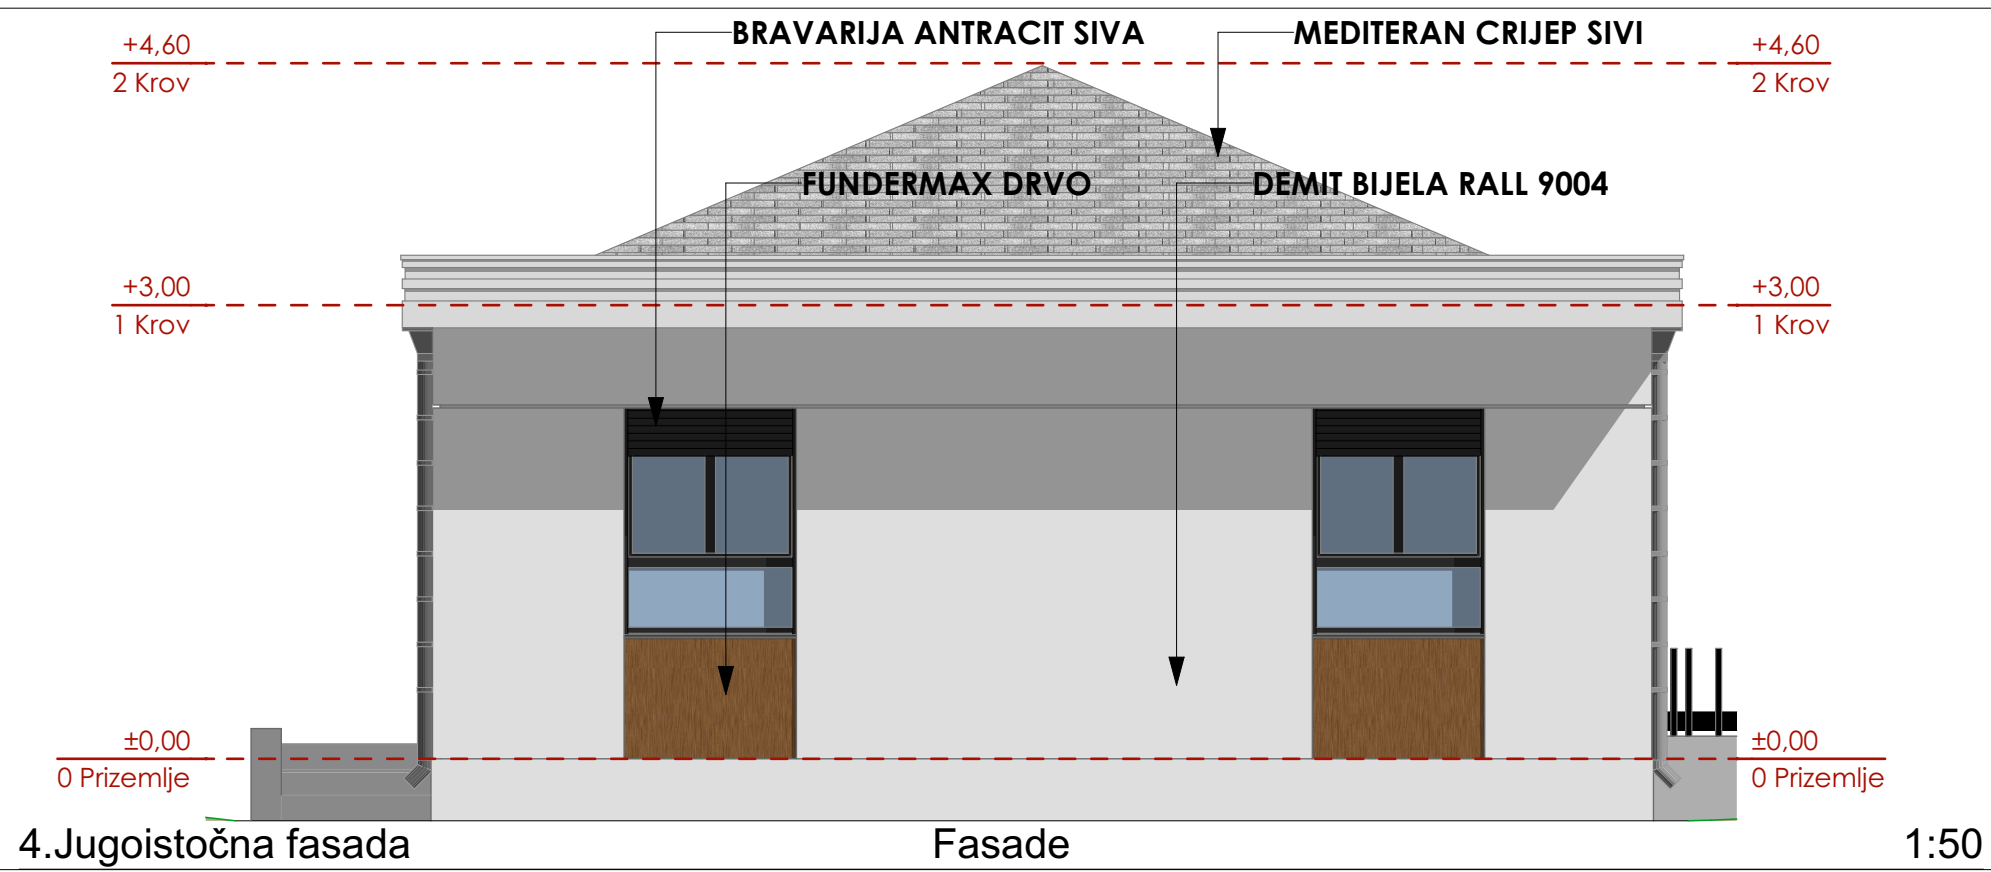 BRAVARIJA ANTRACIT SIVA
MEDITERAN CRIJEP SIVI
+4,60
2 Krov
+4,60
2 Krov
FUNDERMAX DRVO
DEMIT BIJELA RALL 9004
+3,00
1 Krov
+3,00
1 Krov
±0,00
0 Prizemlje
±0,00
0 Prizemlje
4.Jugoistočna fasada
Fasade
1:50